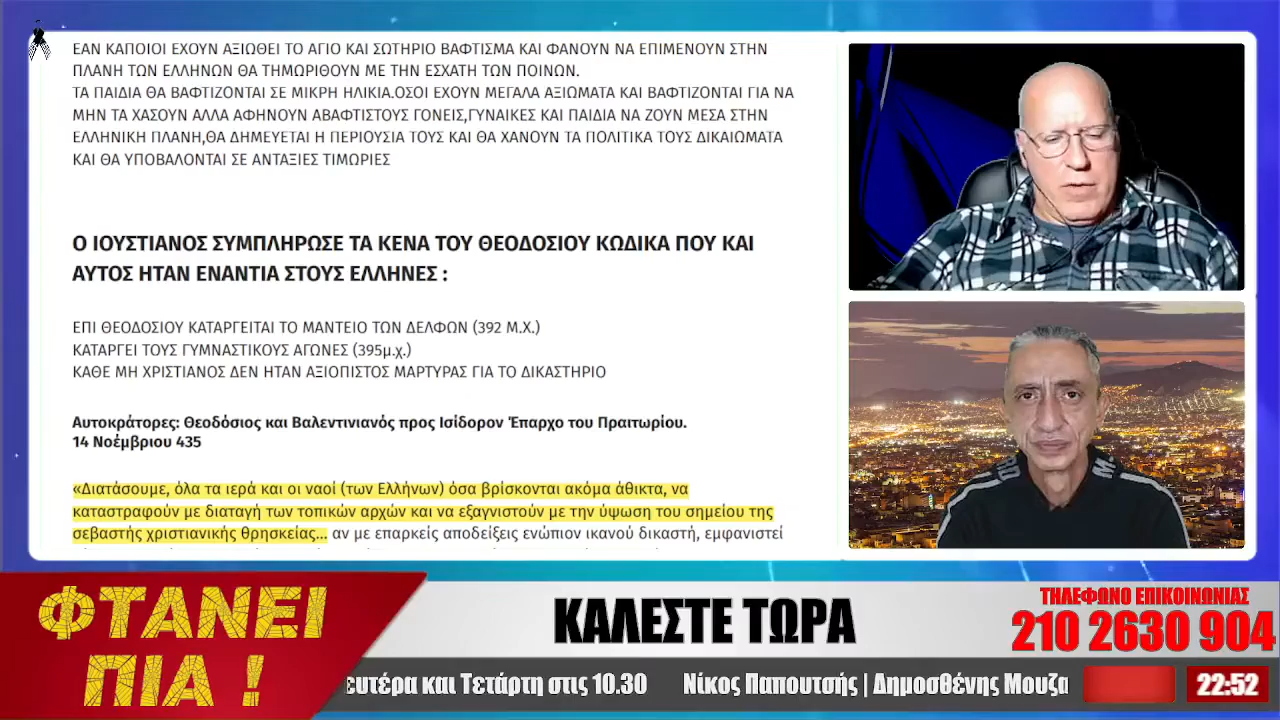 ΕΑΝ ΚΑΠΟΙΟΙ ΕΧΟΥΝ ΑΞΙΩΘΕΙ ΤΟ ΑΓΙΟ ΚΑΙ ΣΩΤΗΡΙΟ ΒΑΦΤΙΣΜΑ ΚΑΙ ΦΑΝΟΥΝ ΝΑ ΕΠΙΜΕΝΟΥΝ ΣΤΗΝ
ΠΛΑΝΗ ΤΩΝ ΕΛΛΗΝΩΝ ΘΑ ΤΗΜΩΡΙΘΟΥΝ ΜΕ ΤΗΝ ΕΣΧΑΤΗ ΤΩΝ ΠΟΙΝΩΝ.
ΤΑ ΠΑΙΔΙΑ ΘΑ ΒΑΦΤΙΖΟΝΤΑΙ ΣΕ ΜΙΚΡΗ ΗΛΙΚΙΑ.ΟΣΟΙ ΕΧΟΥΝ ΜΕΓΑΛΑ ΑΞΙΩΜΑΤΑ ΚΑΙ ΒΑΦΤΙΖΟΝΤΑΙ ΓΙΑ ΝΑ
ΜΗΝ ΤΑ ΧΑΣΟΥΝ ΑΛΛΑ ΑΦΗΝΟΥΝ ΑΒΑΦΤΙΣΤΟΥΣ ΓΟΝΕΙΣ,ΓΥΝΑΙΚΕΣ ΚΑΙ ΠΑΙΔΙΑ ΝΑ ΖΟΥΝ ΜΕΣΑ ΣΤΗΝ
ΕΛΛΗΝΙΚΗ ΠΛΑΝΗ,ΘΑ ΔΗΜΕΥΕΤΑΙ Η ΠΕΡΙΟΥΣΙΑ ΤΟΥΣ ΚΑΙ ΘΑ ΧΑΝΟΥΝ ΤΑ ΠΟΛΙΤΙΚΑ ΤΟΥΣ ΔΙΚΑΙΩΜΑΤΑ
ΚΑΙ ΘΑ ΥΠΟΒΑΛΟΝΤΑΙ ΣΕ ΑΝΤΑΞΙΕΣ ΤΙΜΩΡΙΕΣ
Ο ΙΟΥΣΤΙΑΝΟΣ ΣΥΜΠΛΗΡΩΣΕ ΤΑ ΚΕΝΑ ΤΟΥ ΘΕΟΔΟΣΙΟΥ ΚΩΔΙΚΑ ΠΟΥ ΚΑΙ
ΑΥΤΟΣ ΗΤΑΝ ΕΝΑΝΤΙΑ ΣΤΟΥΣ ΕΛΛΗΝΕΣ :
ΕΠΙ ΘΕΟΔΟΣΙΟΥ ΚΑΤΑΡΓΕΙΤΑΙ ΤΟ ΜΑΝΤΕΙΟ ΤΩΝ ΔΕΛΦΩΝ (392 Μ.Χ.)
ΚΑΤΑΡΓΕΙ ΤΟΥΣ ΓΥΜΝΑΣΤΙΚΟΥΣ ΑΓΩΝΕΣ (395μ.χ.)
ΚΑΘΕ ΜΗ ΧΡΙΣΤΙΑΝΟΣ ΔΕΝ ΗΤΑΝ ΑΞΙΟΠΙΣΤΟΣ ΜΑΡΤΥΡΑΣ ΓΙΑ ΤΟ ΔΙΚΑΣΤΗΡΙΟ
Αυτοκράτορες: Θεοδόσιος και Βαλεντινιανός προς Ισίδορον Έπαρχο του Πραιτωρίου.
14 Νοέμβριου 435
«Διατάσουμε, όλα τα ιερά και οι ναοί (των Ελλήνων) όσα βρίσκονται ακόμα άθικτα, να
καταστραφούν με διαταγή των τοπικών αρχών και να εξαγνιστούν με την ύψωση του σημείου της
σεβαστής χριστιανικής θρησκείας... αν με επαρκείς αποδείξεις ενώπιον ικανού δικαστή, εμφανιστεί
ΦΤΑΝΕΙ
ΠΙΑ !
ΚΑΛΕΣΤΕ ΤΩΡΑ
ΤΗΛΕΦΩΝΟ ΕΠΙΚΟΙΝΩΝΙΑΣ
210 2630 904
ευτέρα και Τετάρτη στις 10.30 Νίκος Παπουτσής | Δημοσθένης Μουζα
22:52